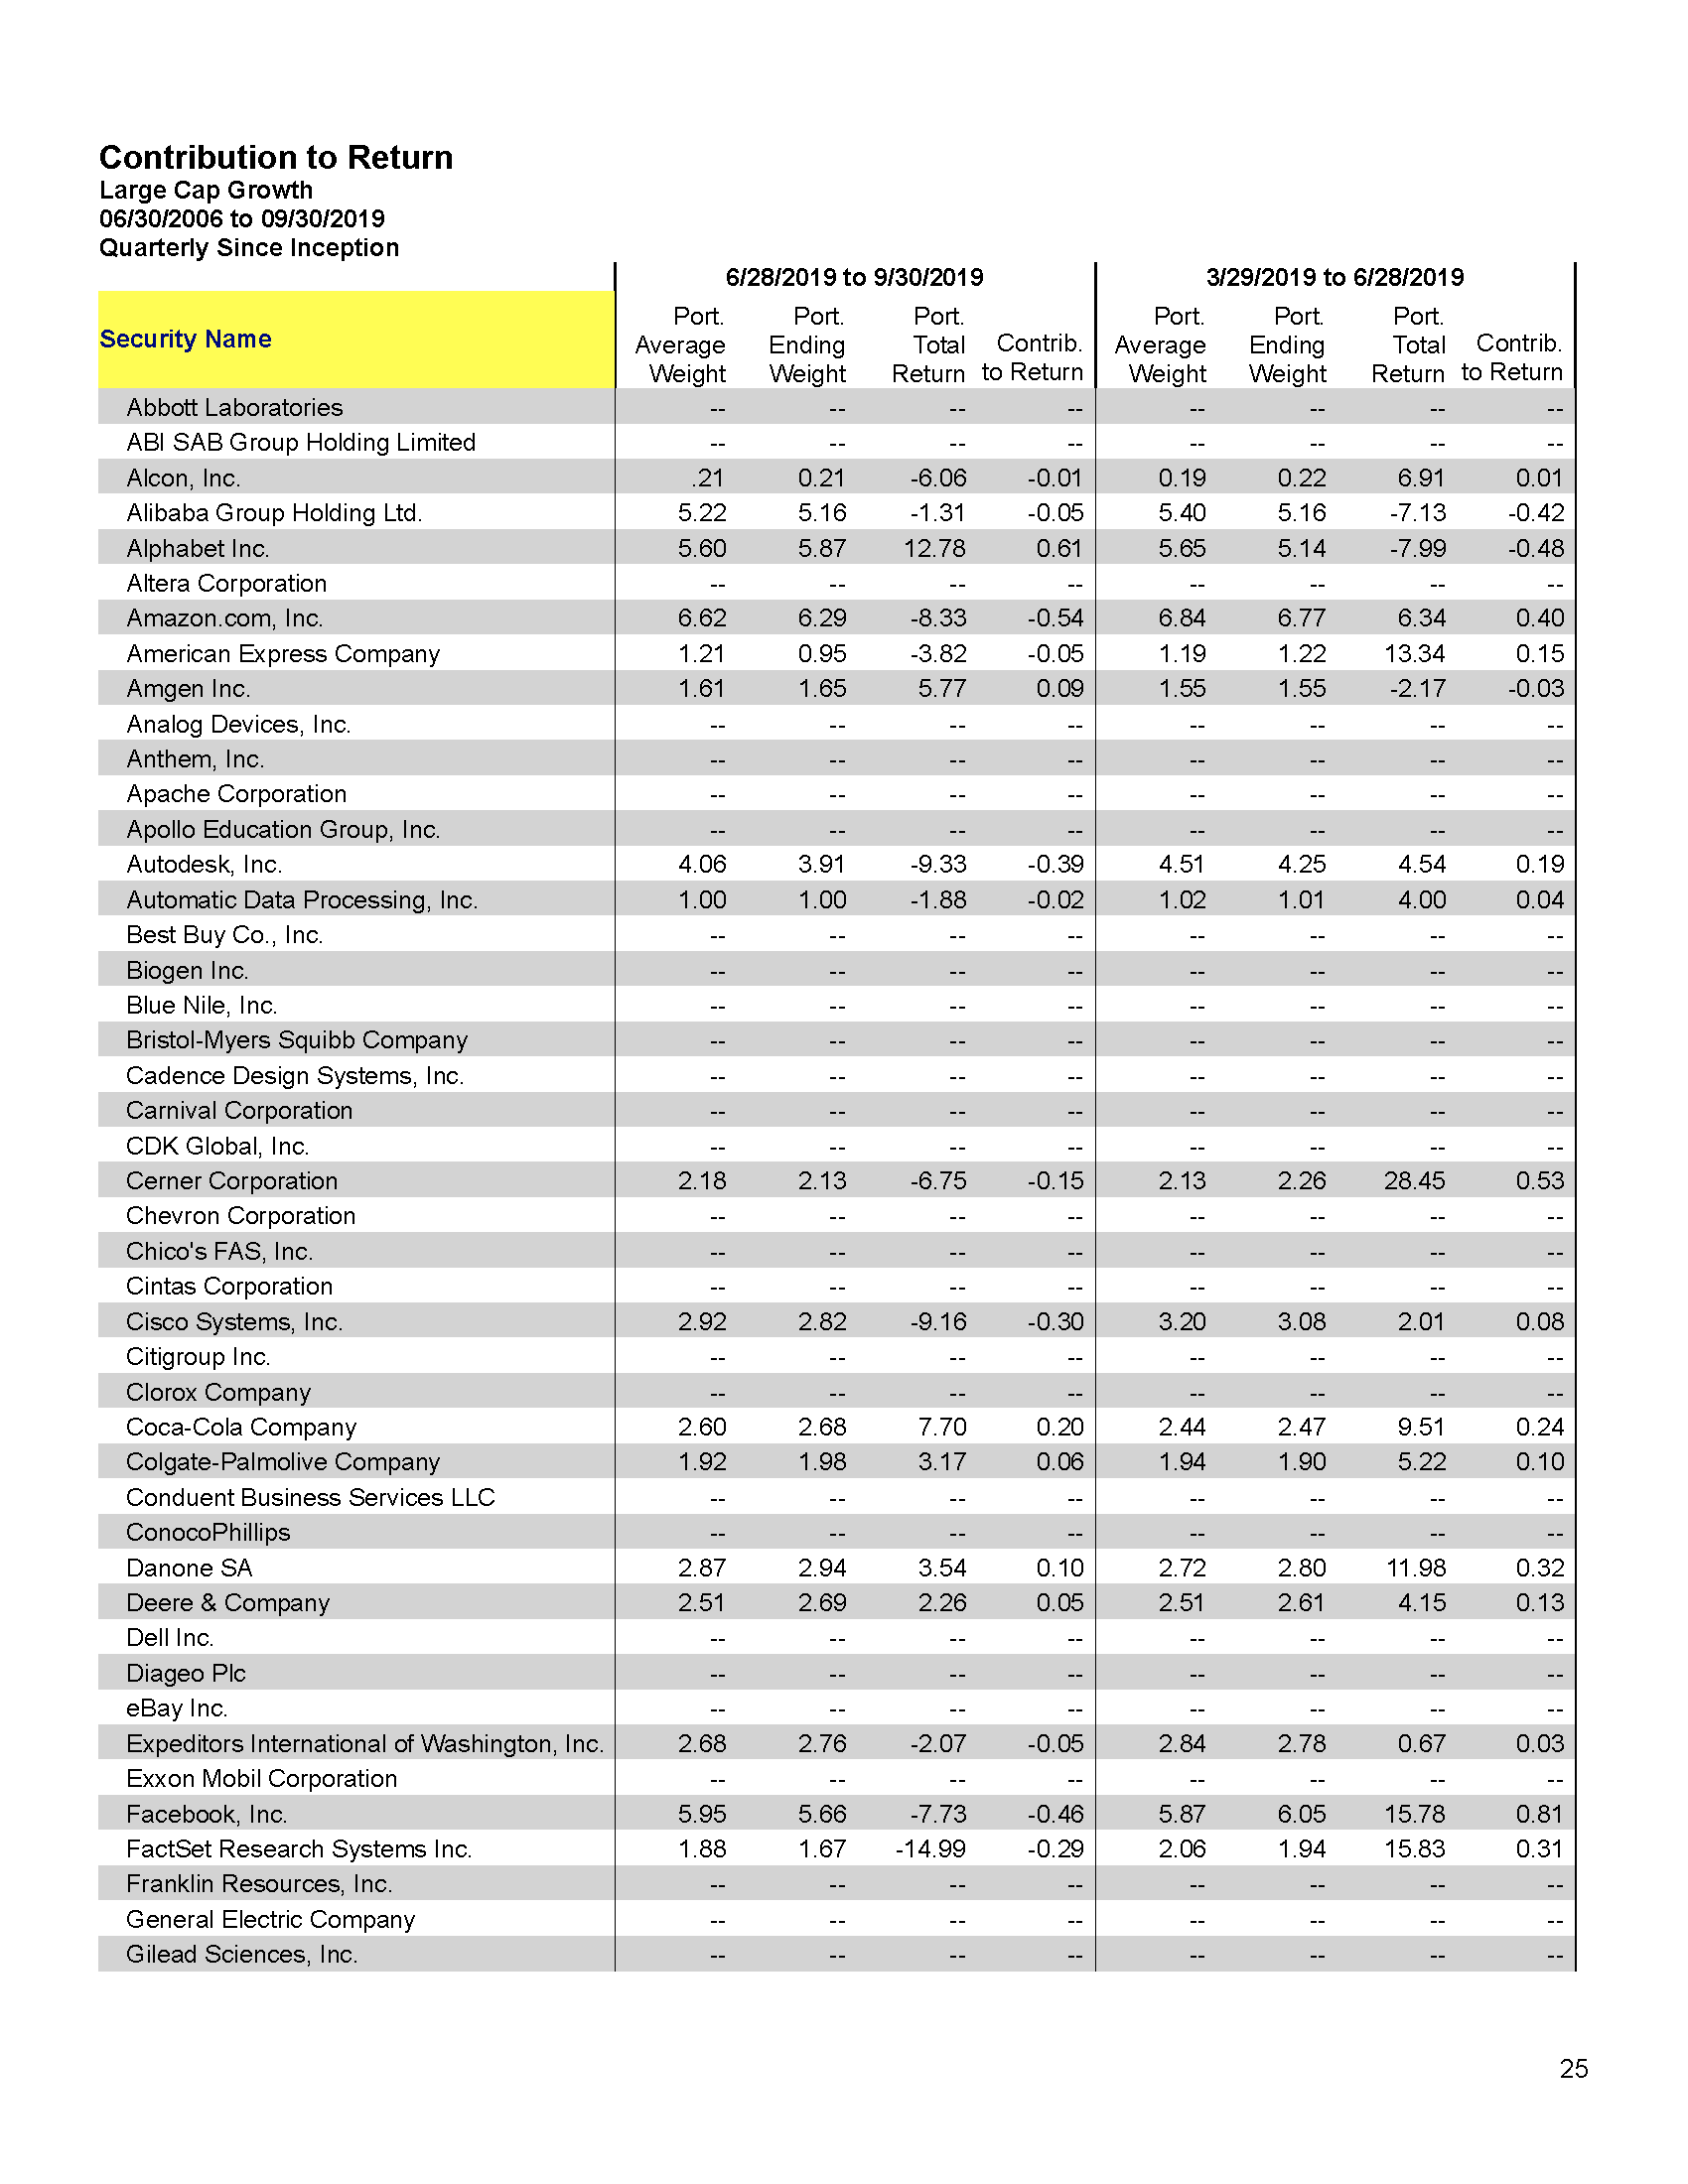 Contribution to Return
Large Cap Growth
06/30/2006 to 09/30/2019
Quarterly Since Inception
6/28/2019 to 9/30/2019 3/29/2019 to 6/28/2019
Security Name Port. Average Weight Port. Ending Weight Port. Total Return Contrib. to Return Port. Average Weight Port. Ending Weight Port. Total Return Contrib. to Return
Abbott Laboratories -- -- -- -- -- -- -- --
ABI SAB Group Holding Limited -- -- -- -- -- -- -- --
Alcon, Inc. .21 0.21 -6.06 -0.01 0.19 0.22 6.91 0.01
Alibaba Group Holding Ltd. 5.22 5.16 -1.31 -0.05 5.40 5.16 -7.13 -0.42
Alphabet Inc. 5.60 5.87 12.78 0.61 5.65 5.14 -7.99 -0.48
Altera Corporation -- -- -- -- -- -- -- --
Amazon.com, Inc. 6.62 6.29 -8.33 -0.54 6.84 6.77 6.34 0.40
American Express Company 1.21 0.95 -3.82 -0.05 1.19 1.22 13.34 0.15
Amgen Inc. 1.61 1.65 5.77 0.09 1.55 1.55 -2.17 -0.03
Analog Devices, Inc. -- -- -- -- -- -- -- --
Anthem, Inc. -- -- -- -- -- -- -- --
Apache Corporation -- -- -- -- -- -- -- --
Apollo Education Group, Inc. -- -- -- -- -- -- -- --
Autodesk, Inc. 4.06 3.91 -9.33 -0.39 4.51 4.25 4.54 0.19
Automatic Data Processing, Inc. 1.00 1.00 -1.88 -0.02 1.02 1.01 4.00 0.04
Best Buy Co., Inc. -- -- -- -- -- -- -- --
Biogen Inc. -- -- -- -- -- -- -- --
Blue Nile, Inc. -- -- -- -- -- -- -- --
Bristol-Myers Squibb Company -- -- -- -- -- -- -- --
Cadence Design Systems, Inc. -- -- -- -- -- -- -- --
Carnival Corporation -- -- -- -- -- -- -- --
CDK Global, Inc. -- -- -- -- -- -- -- --
Cerner Corporation 2.18 2.13 -6.75 -0.15 2.13 2.26 28.45 0.53
Chevron Corporation -- -- -- -- -- -- -- --
Chico's FAS, Inc. -- -- -- -- -- -- -- --
Cintas Corporation -- -- -- -- -- -- -- --
Cisco Systems, Inc. 2.92 2.82 -9.16 -0.30 3.20 3.08 2.01 0.08
Citigroup Inc. -- -- -- -- -- -- -- --
Clorox Company -- -- -- -- -- -- -- --
Coca-Cola Company 2.60 2.68 7.70 0.20 2.44 2.47 9.51 0.24
Colgate-Palmolive Company 1.92 1.98 3.17 0.06 1.94 1.90 5.22 0.10
Conduent Business Services LLC -- -- -- -- -- -- -- --
ConocoPhillips -- -- -- -- -- -- -- --
Danone SA 2.87 2.94 3.54 0.10 2.72 2.80 11.98 0.32
Deere & Company 2.51 2.69 2.26 0.05 2.51 2.61 4.15 0.13
Dell Inc. -- -- -- -- -- -- -- --
Diageo Plc -- -- -- -- -- -- -- --
eBay Inc. -- -- -- -- -- -- -- --
Expeditors International of Washington, Inc. 2.68 2.76 -2.07 -0.05 2.84 2.78 0.67 0.03
Exxon Mobil Corporation -- -- -- -- -- -- -- --
Facebook, Inc. 5.95 5.66 -7.73 -0.46 5.87 6.05 15.78 0.81
FactSet Research Systems Inc. 1.88 1.67 -14.99 -0.29 2.06 1.94 15.83 0.31
Franklin Resources, Inc. -- -- -- -- -- -- -- --
General Electric Company -- -- -- -- -- -- -- --
Gilead Sciences, Inc. -- -- -- -- -- -- -- --
25